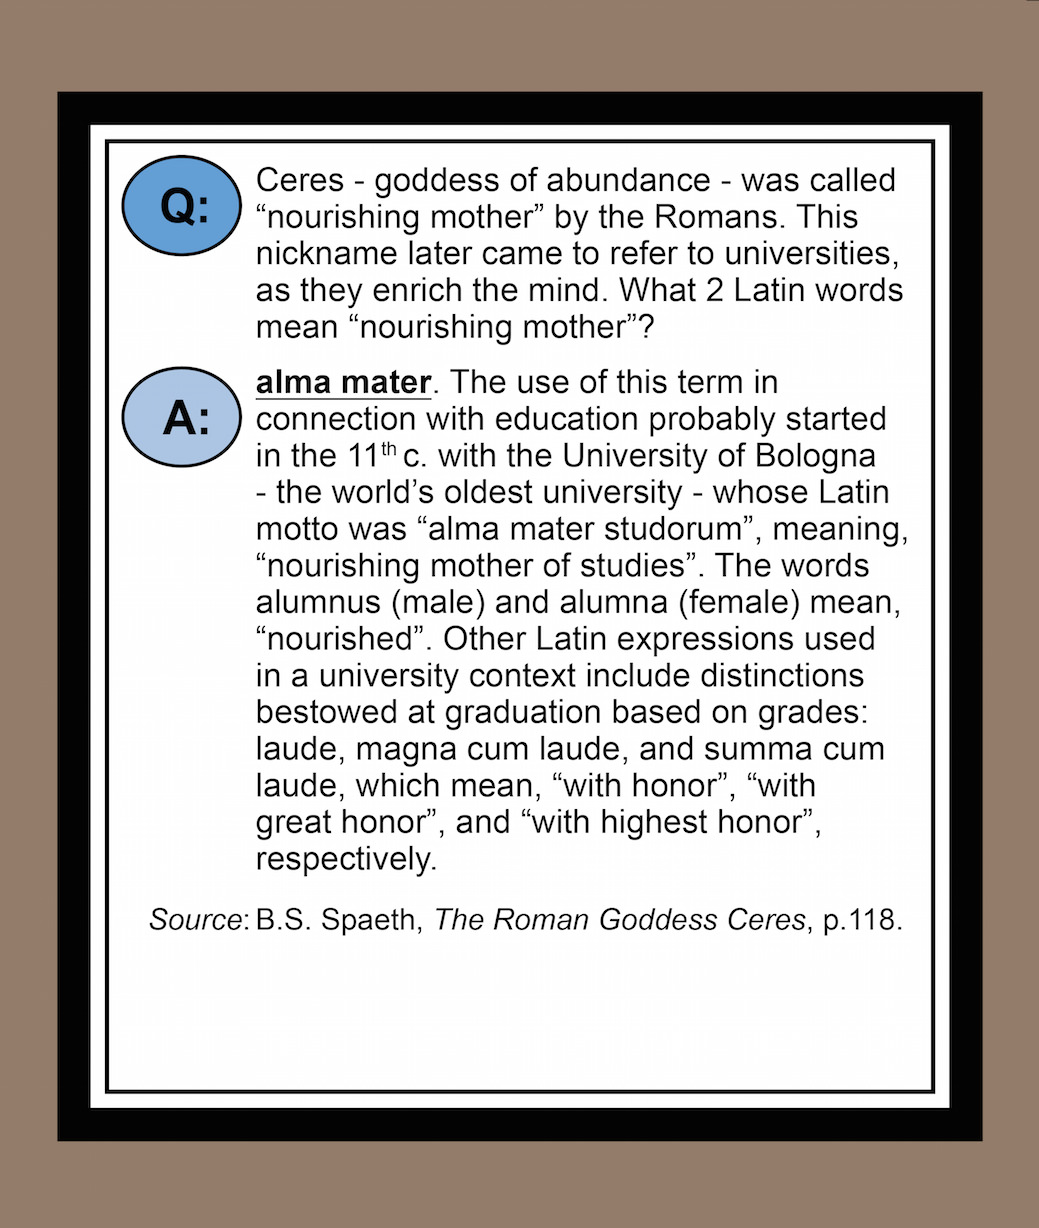 Q:
Ceres - goddess of abundance - was called
“nourishing mother” by the Romans. This
nickname later came to refer to universities,
as they enrich the mind. What 2 Latin words
mean “nourishing mother”?
A:
alma mater. The use of this term in
connection with education probably started
in the 11th c. with the University of Bologna
- the world’s oldest university - whose Latin
motto was “alma mater studorum”, meaning,
“nourishing mother of studies”. The words
alumnus (male) and alumna (female) mean,
“nourished”. Other Latin expressions used
in a university context include distinctions
bestowed at graduation based on grades:
laude, magna cum laude, and summa cum
laude, which mean, “with honor”, “with
great honor”, and “with highest honor”,
respectively.
Source: B.S. Spaeth, The Roman Goddess Ceres, p.118.